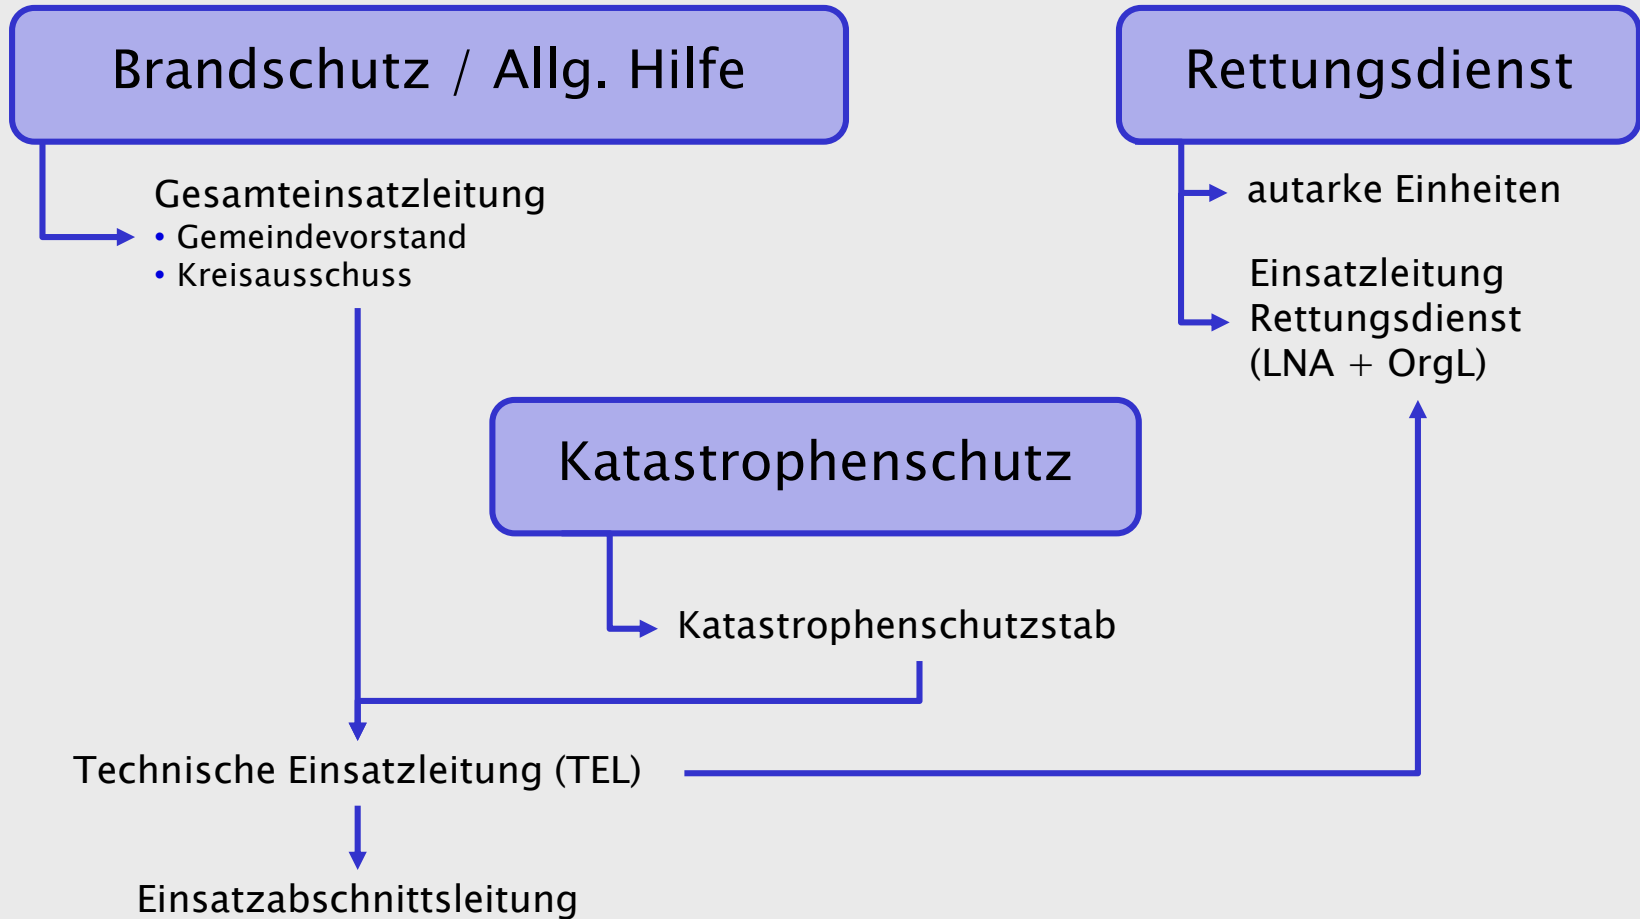 Brandschutz / Allg. Hilfe
Gesamteinsatzleitung
• Gemeindevorstand
• Kreisausschuss
Rettungsdienst
autarke Einheiten
Einsatzleitung
Rettungsdienst
(LNA + OrgL)
Katastrophenschutz
Katastrophenschutzstab
Technische Einsatzleitung (TEL)
Einsatzabschnittsleitung